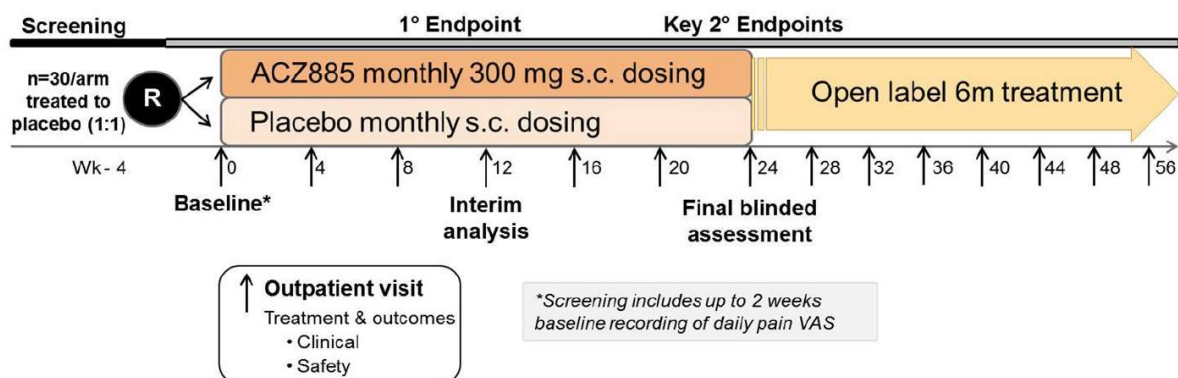 Screening
1° Endpoint
Key 2° Endpoints
n=30/arm
treated to
placebo (1:1)
R
ACZ885 monthly 300 mg s.c. dosing
Placebo monthly s.c. dosing
Open label 6m treatment
Wk - 4
0
4
8
12
16
20
24
28
32
36
40
44
48
56
Baseline*
Interim
analysis
Final blinded
assessment
Outpatient visit
Treatment & outcomes
• Clinical
• Safety
*Screening includes up to 2 weeks
baseline recording of daily pain VAS